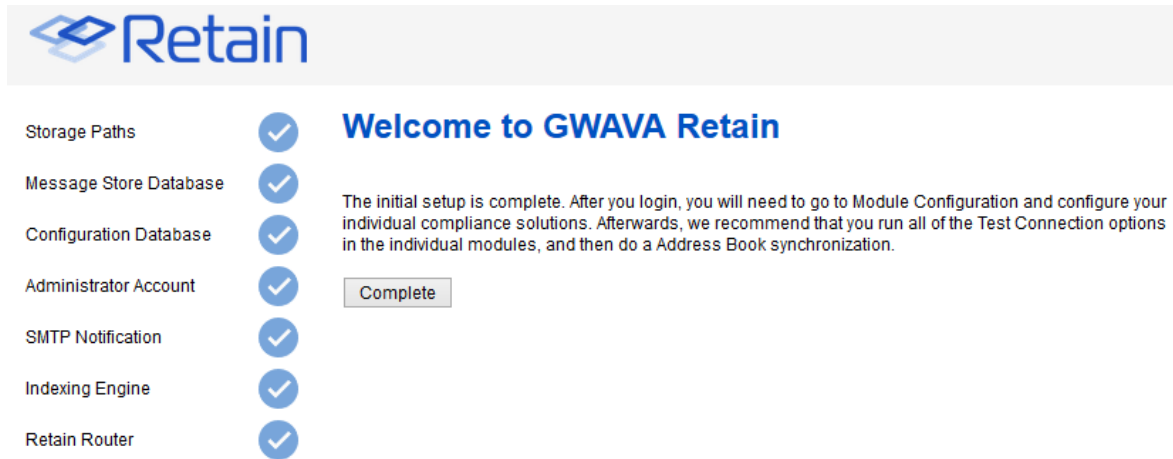 Retain
Storage Paths
Message Store Database
Configuration Database
Administrator Account
SMTP Notification
Indexing Engine
Retain Router
Welcome to GWAVA Retain
The initial setup is complete. After you login, you will need to go to Module Configuration and configure your
individual compliance solutions. Afterwards, we recommend that you run all of the Test Connection options
in the individual modules, and then do a Address Book synchronization.
Complete